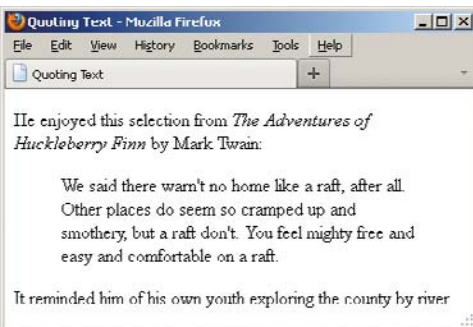 Quoting Text - Mozilla Firefox
File Edit View History Bookmarks Tools Help
Quoting Text
He enjoyed this selection from The Adventures of
Huckleberry Finn by Mark Twain:
We said there warn't no home like a raft, after all.
Other places do seem so cramped up and
smothery, but a raft don't. You feel mighty free and
easy and comfortable on a raft.
It reminded him of his own youth exploring the county by river